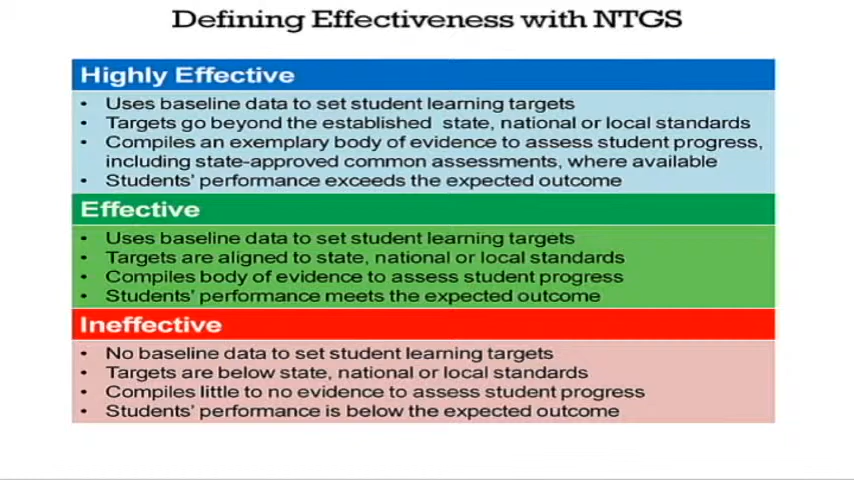 Defining Effectiveness with NTGS
Highly Effective
• Uses baseline data to set student learning targets
• Targets go beyond the established state, national or local standards
• Compiles an exemplary body of evidence to assess student progress,
including state-approved common assessments, where available
• Students' performance exceeds the expected outcome
Effective
• Uses baseline data to set student learning targets
• Targets are aligned to state, national or local standards
• Compiles body of evidence to assess student progress
• Students' performance meets the expected outcome
Ineffective
• No baseline data to set student learning targets
• Targets are below state, national or local standards
• Compiles little to no evidence to assess student progress
• Students' performance is below the expected outcome